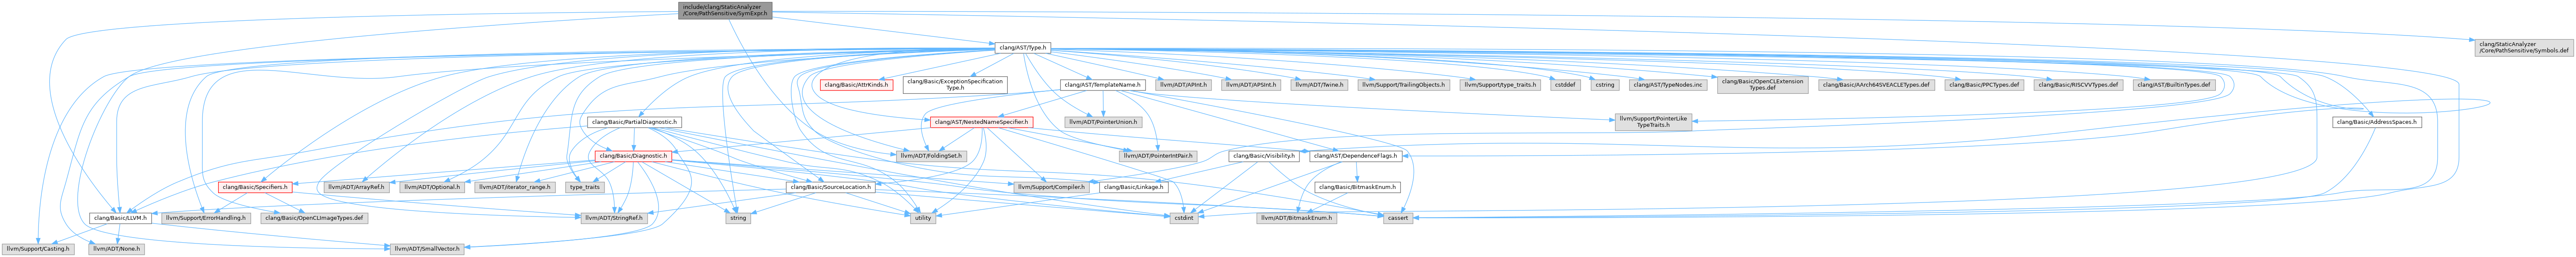 include/clang/StaticAnalyzer
/Core/PathSensitive/SymExpr.h
clang/AST/Type.h
clang/StaticAnalyzer
/Core/PathSensitive/Symbols.def
clang/Basic/AttrKinds.h
clang/Basic/ExceptionSpecification
Type.h
clang/AST/TemplateName.h
llvm/ADT/APInt.h
llvm/ADT/APSInt.h
llvm/ADT/Twine.h
llvm/Support/TrailingObjects.h
llvm/Support/type_traits.h
cstddef
cstring
clang/AST/TypeNodes.inc
clang/Basic/OpenCLExtension
Types.def
clang/Basic/AArch64SVEACLETypes.def
clang/Basic/PPCTypes.def
clang/Basic/RISCVVTypes.def
clang/AST/BuiltinTypes.def
clang/Basic/PartialDiagnostic.h
clang/AST/NestedNameSpecifier.h
llvm/ADT/PointerUnion.h
llvm/Support/PointerLike
TypeTraits.h
clang/Basic/AddressSpaces.h
clang/Basic/Diagnostic.h
llvm/ADT/FoldingSet.h
llvm/ADT/PointerIntPair.h
clang/Basic/Visibility.h
clang/AST/DependenceFlags.h
clang/Basic/Specifiers.h
llvm/ADT/ArrayRef.h
llvm/ADT/Optional.h
llvm/ADT/iterator_range.h
type_traits
clang/Basic/SourceLocation.h
llvm/Support/Compiler.h
clang/Basic/Linkage.h
clang/Basic/BitmaskEnum.h
clang/Basic/LLVM.h
llvm/Support/ErrorHandling.h
clang/Basic/OpenCLImageTypes.def
llvm/ADT/StringRef.h
string
utility
cstdint
llvm/ADT/BitmaskEnum.h
cassert
llvm/Support/Casting.h
llvm/ADT/None.h
llvm/ADT/SmallVector.h